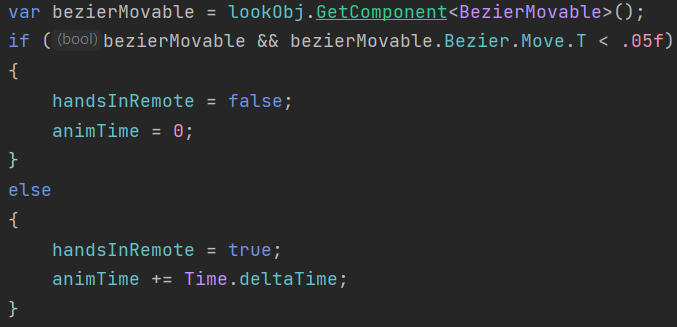 var bezierMovable = lookObj.GetComponent<BezierMovable>();
if ((bool)bezierMovable && bezierMovable.Bezier.Move.T < .05f)
{
    handsInRemote = false;
    animTime = 0;
}
else
{
    handsInRemote = true;
    animTime += Time.deltaTime;
}